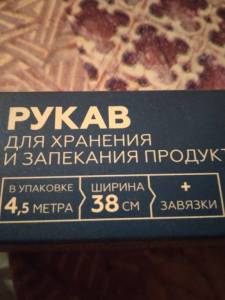 РУКАВ
ДЛЯ ХРАНЕНИЯ
И ЗАПЕКАНИЯ ПРОДУКТ
В УПАКОВКЕ
4,5 МЕТРА
ШИРИНА
38 СМ
+
ЗАВЯЗКИ